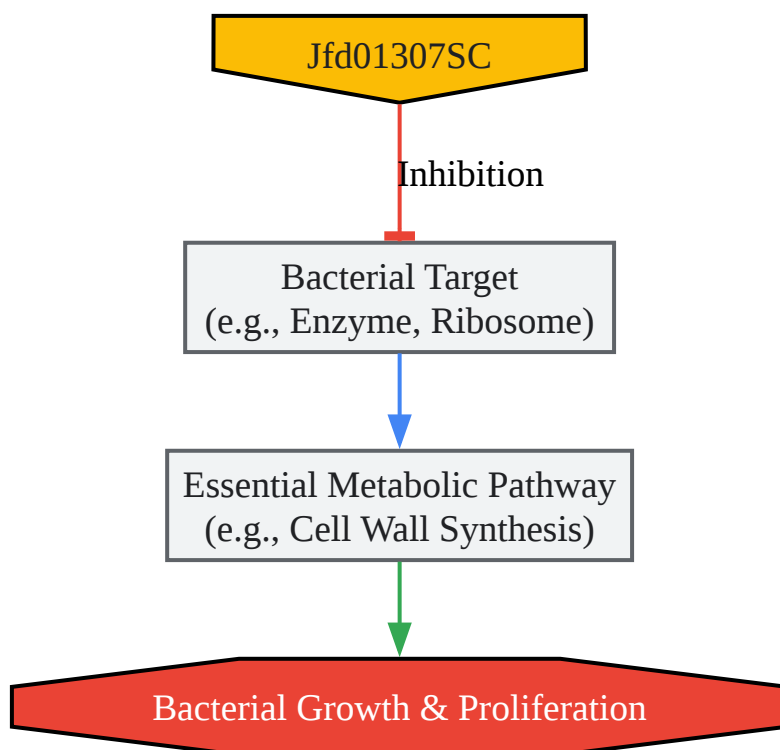 Jfd01307SC
Inhibition
Bacterial Target
(e.g., Enzyme, Ribosome)
Essential Metabolic Pathway
(e.g., Cell Wall Synthesis)
Bacterial Growth & Proliferation